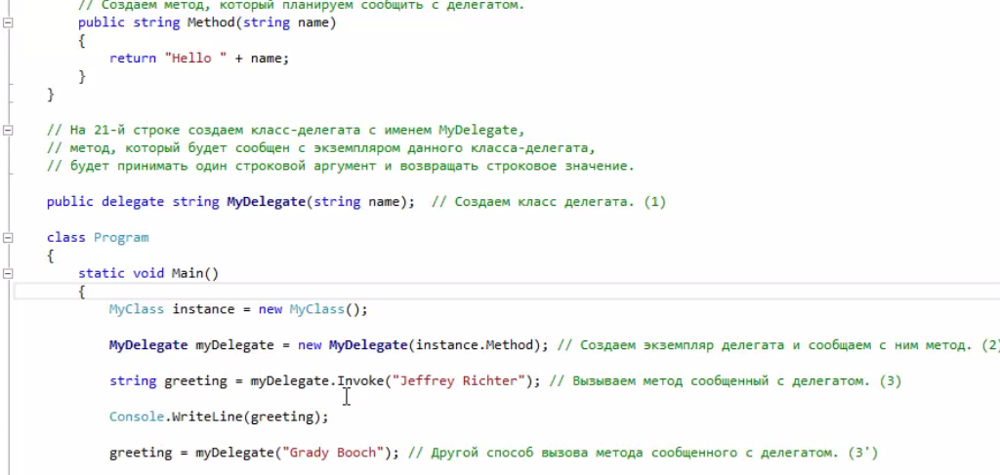 // Создаем метод, который планируем сообщить с делегатом.
public string Method(string name)
{
return "Hello " + name;
}
}
// На 21-й строке создаем класс-делегата с именем MyDelegate,
// метод, который будет сообщен с экземпляром данного класса-делегата,
// будет принимать один строковой аргумент и возвращать строковое значение.
public delegate string MyDelegate(string name);  // Создаем класс делегата. (1)
class Program
{
static void Main()
{
MyClass instance = new MyClass();
MyDelegate myDelegate = new MyDelegate(instance.Method); // Создаем экземпляр делегата и сообщаем с ним метод. (2)
string greeting = myDelegate.Invoke("Jeffrey Richter"); // Вызываем метод сообщенный с делегатом. (3)
Console.WriteLine(greeting);
greeting = myDelegate("Grady Booch"); // Другой способ вызова метода сообщенного с делегатом. (3')